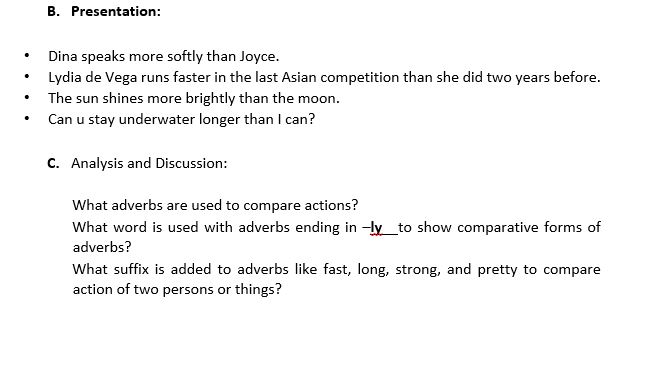 B. Presentation:
• Dina speaks more softly than Joyce.
• Lydia de Vega runs faster in the last Asian competition than she did two years before.
• The sun shines more brightly than the moon.
• Can u stay underwater longer than I can?
C. Analysis and Discussion:
What adverbs are used to compare actions?
What word is used with adverbs ending in –ly__to show comparative forms of
adverbs?
What suffix is added to adverbs like fast, long, strong, and pretty to compare
action of two persons or things?